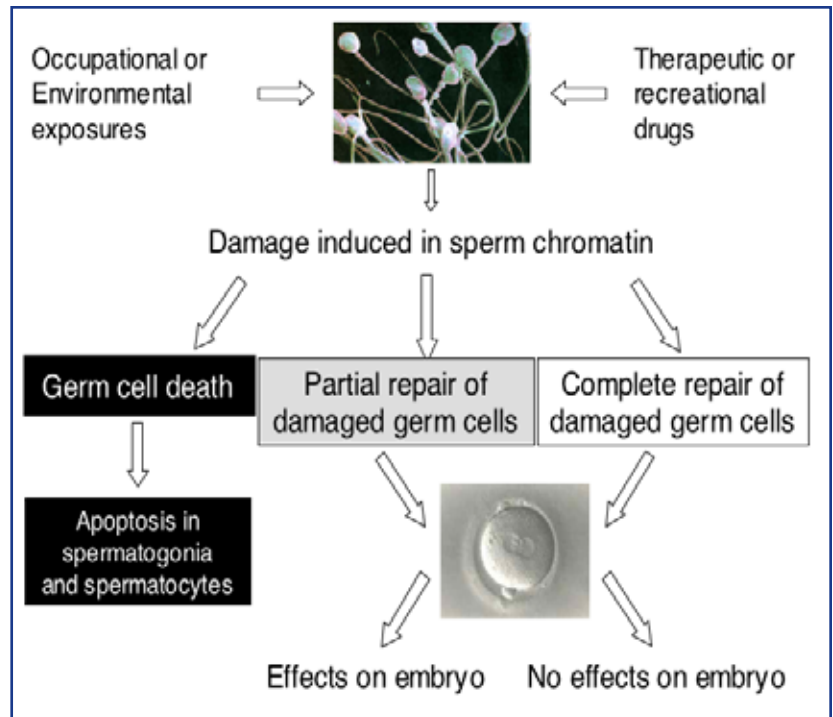 Occupational or
Environmental
exposures
Therapeutic or
recreational
drugs
Damage induced in sperm chromatin
Germ cell death
Partial repair of
damaged germ cells
Complete repair of
damaged germ cells
Apoptosis in
spermatogonia
and spermatocytes
Effects on embryo
No effects on embryo